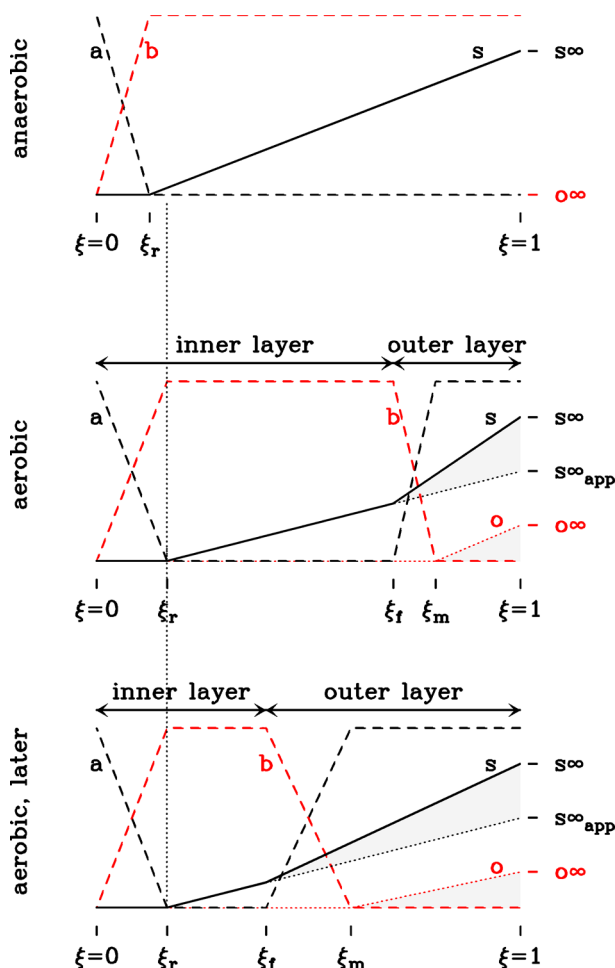 anaerobic
a b s s∞
o∞
ξ=0 ξr ξ=1
inner layer outer layer
aerobic
a b s s∞
s∞app
o o∞
ξ=0 ξr ξf ξm ξ=1
inner layer outer layer
aerobic, later
a b s s∞
s∞app
o o∞
ξ=0 ξr ξf ξm ξ=1